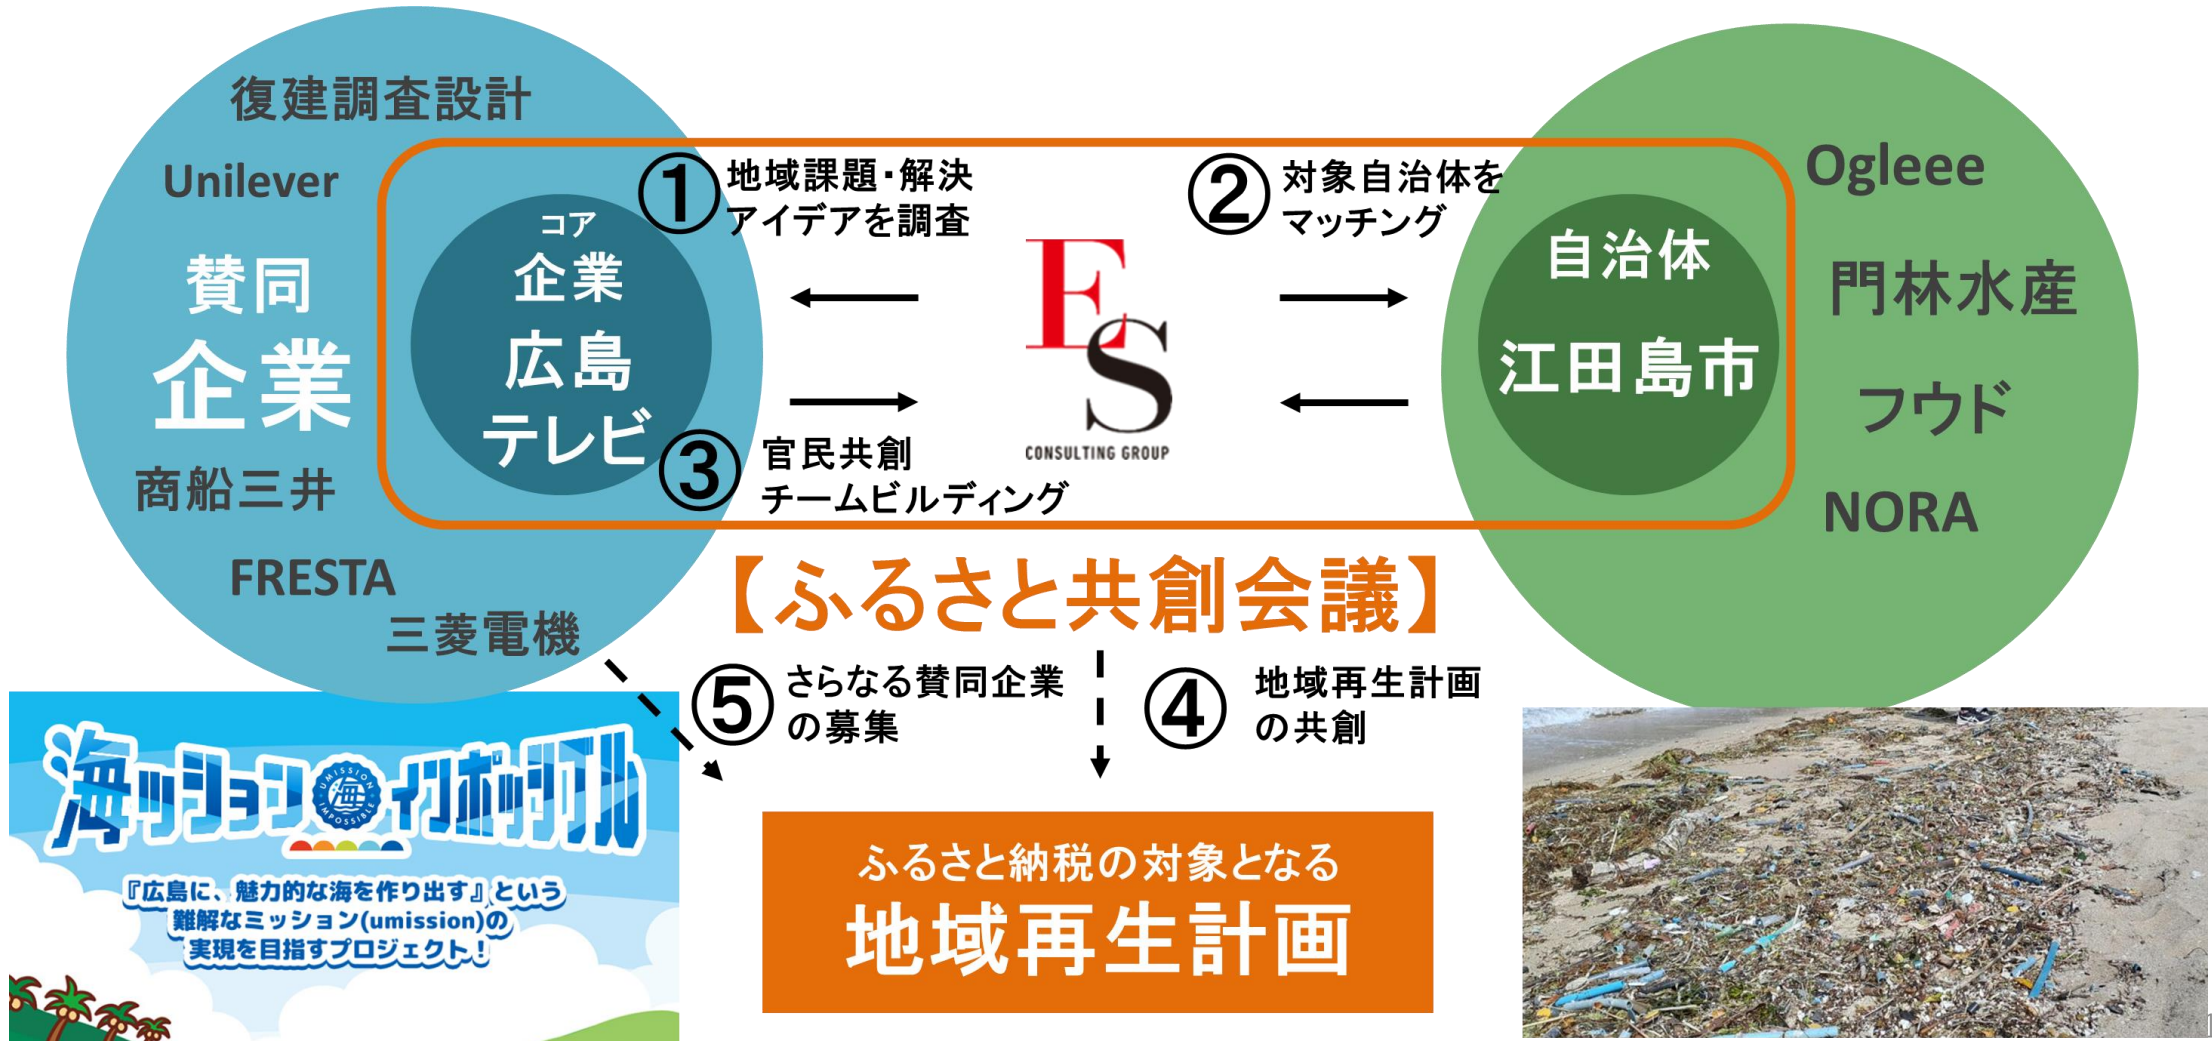 復建調査設計
Unilever
賛同
企業
商船三井
FRESTA
三菱電機
コア
企業
広島
テレビ
① 地域課題・解決
アイデアを調査
② 対象自治体を
マッチング
ES
CONSULTING GROUP
③ 官民共創
チームビルディング
自治体
江田島市
Ogleee
門林水産
フウド
NORA
【ふるさと共創会議】
⑤ さらなる賛同企業
の募集
④ 地域再生計画
の共創
海ッション 海 インポッシブル
UMISSION
IMPOSSIBLE
『広島に、魅力的な海を作り出す』という
難解なミッション(umission)の
実現を目指すプロジェクト!
ふるさと納税の対象となる
地域再生計画